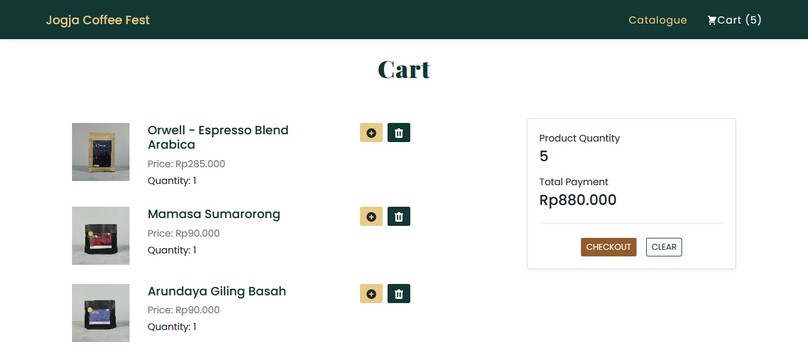 Jogja Coffee Fest
Catalogue
Cart (5)
Cart
Orwell - Espresso Blend
Arabica
Price: Rp285.000
Quantity: 1
Mamasa Sumarorong
Price: Rp90.000
Quantity: 1
Arundaya Giling Basah
Price: Rp90.000
Quantity: 1
Product Quantity
5
Total Payment
Rp880.000
CHECKOUT
CLEAR